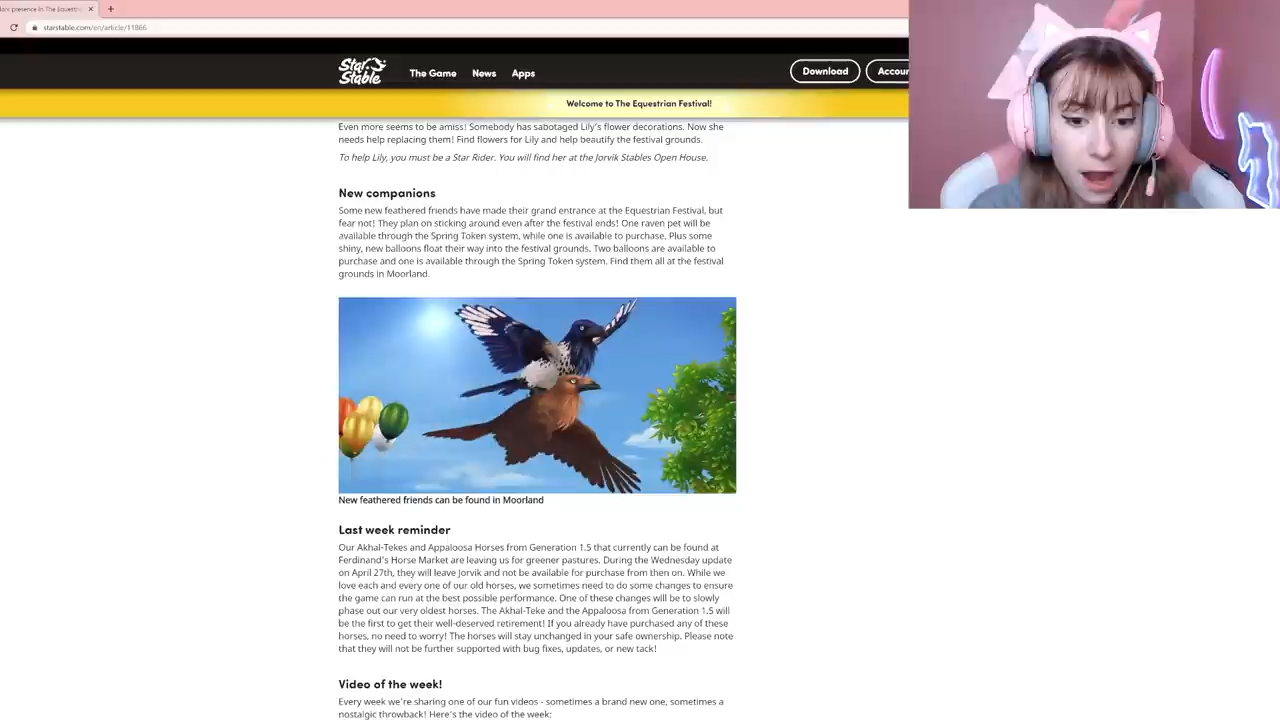 starstable.com/en/article/11866
Star Stable
The Game
News
Apps
Download
Accou
Welcome to The Equestrian Festival!
Even more seems to be amiss! Somebody has sabotaged Lily's flower decorations. Now she
needs help replacing them! Find flowers for Lily and help beautify the festival grounds.
To help Lily, you must be a Star Rider. You will find her at the Jorvik Stables Open House.
New companions
Some new feathered friends have made their grand entrance at the Equestrian Festival, but
fear not! They plan on sticking around even after the festival ends! One raven pet will be
available through the Spring Token system, while one is available to purchase. Plus some
shiny, new balloons float their way into the festival grounds. Two balloons are available to
purchase and one is available through the Spring Token system. Find them all at the festival
grounds in Moorland.
New feathered friends can be found in Moorland
Last week reminder
Our Akhal-Tekes and Appaloosa Horses from Generation 1.5 that currently can be found at
Ferdinand's Horse Market are leaving us for greener pastures. During the Wednesday update
on April 27th, they will leave Jorvik and not be available for purchase from then on. While we
love each and every one of our old horses, we sometimes need to do some changes to ensure
the game can run at the best possible performance. One of these changes will be to slowly
phase out our very oldest horses. The Akhal-Teke and the Appaloosa from Generation 1.5 will
be the first to get their well-deserved retirement! If you already have purchased any of these
horses, no need to worry! The horses will stay unchanged in your safe ownership. Please note
that they will not be further supported with bug fixes, updates, or new tack!
Video of the week!
Every week we're sharing one of our fun videos - sometimes a brand new one, sometimes a
nostalgic throwback! Here's the video of the week: